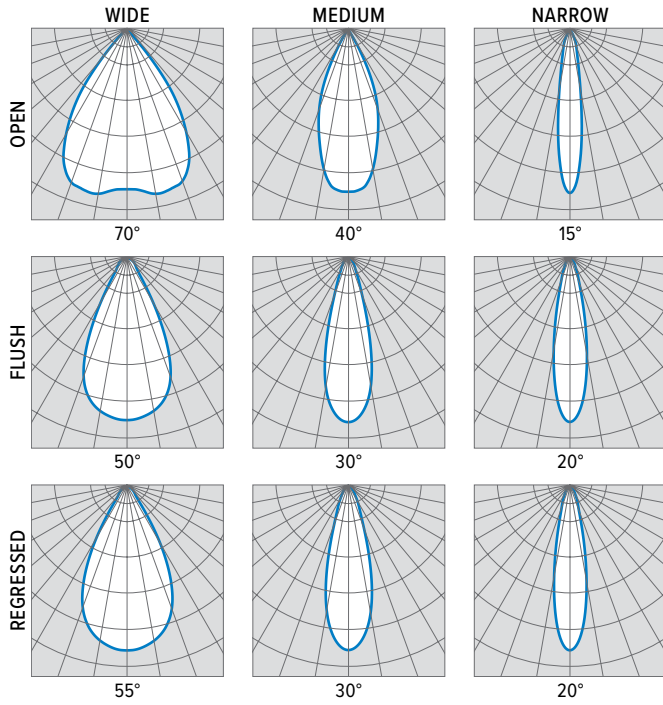 WIDE MEDIUM NARROW
OPEN
70° 40° 15°
FLUSH
50° 30° 20°
REGRESSED
55° 30° 20°